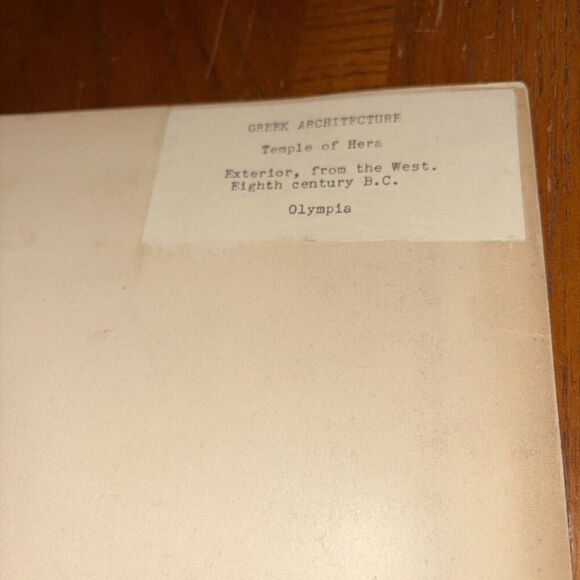 GREEK ARCHITECTURE
Temple of Hera
Exterior, from the West.
Eighth century B.C.
Olympia